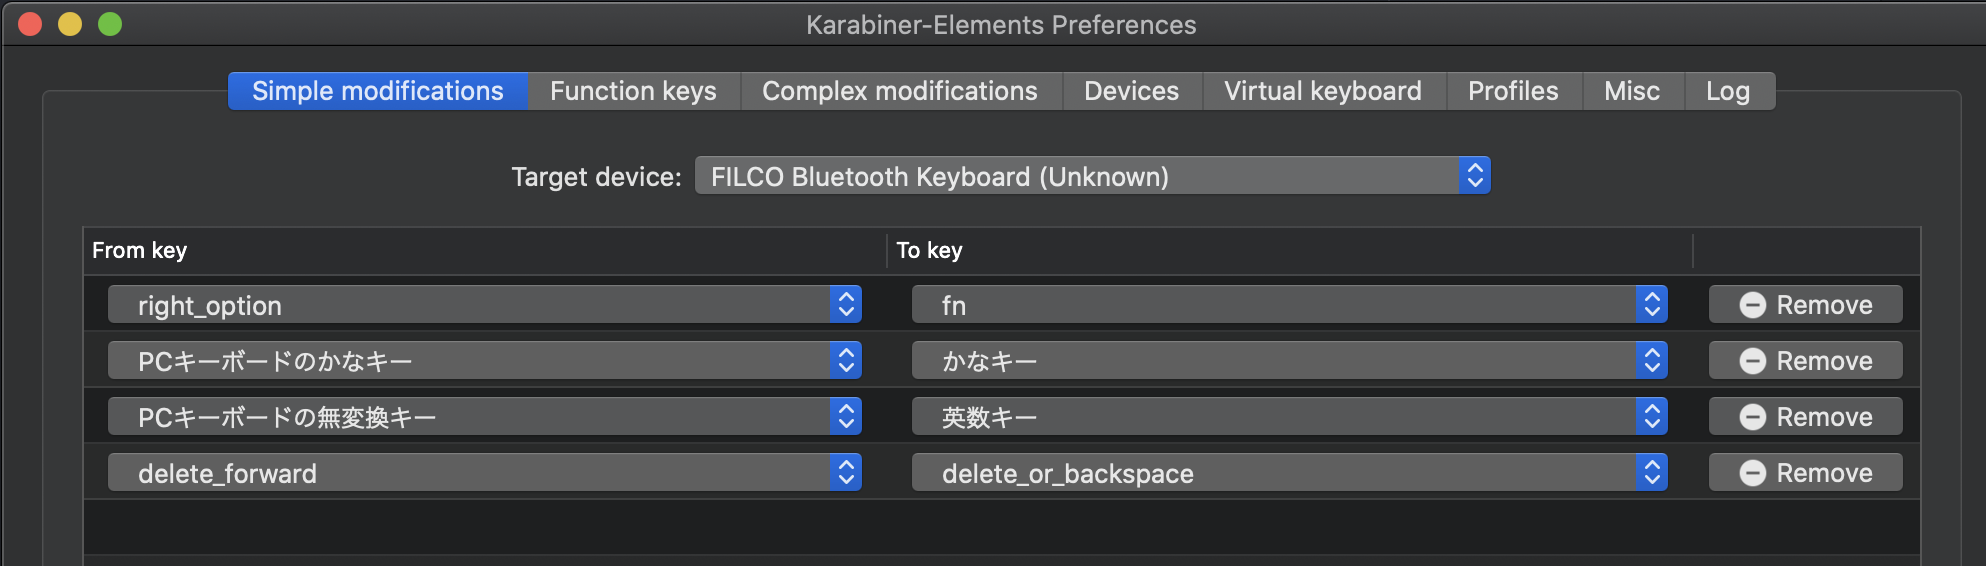 Karabiner-Elements Preferences
Simple modifications Function keys Complex modifications Devices Virtual keyboard Profiles Misc Log
Target device: FILCO Bluetooth Keyboard (Unknown)
From key To key
right_option fn Remove
PCキーボードのかなキー かなキー Remove
PCキーボードの無変換キー 英数キー Remove
delete_forward delete_or_backspace Remove